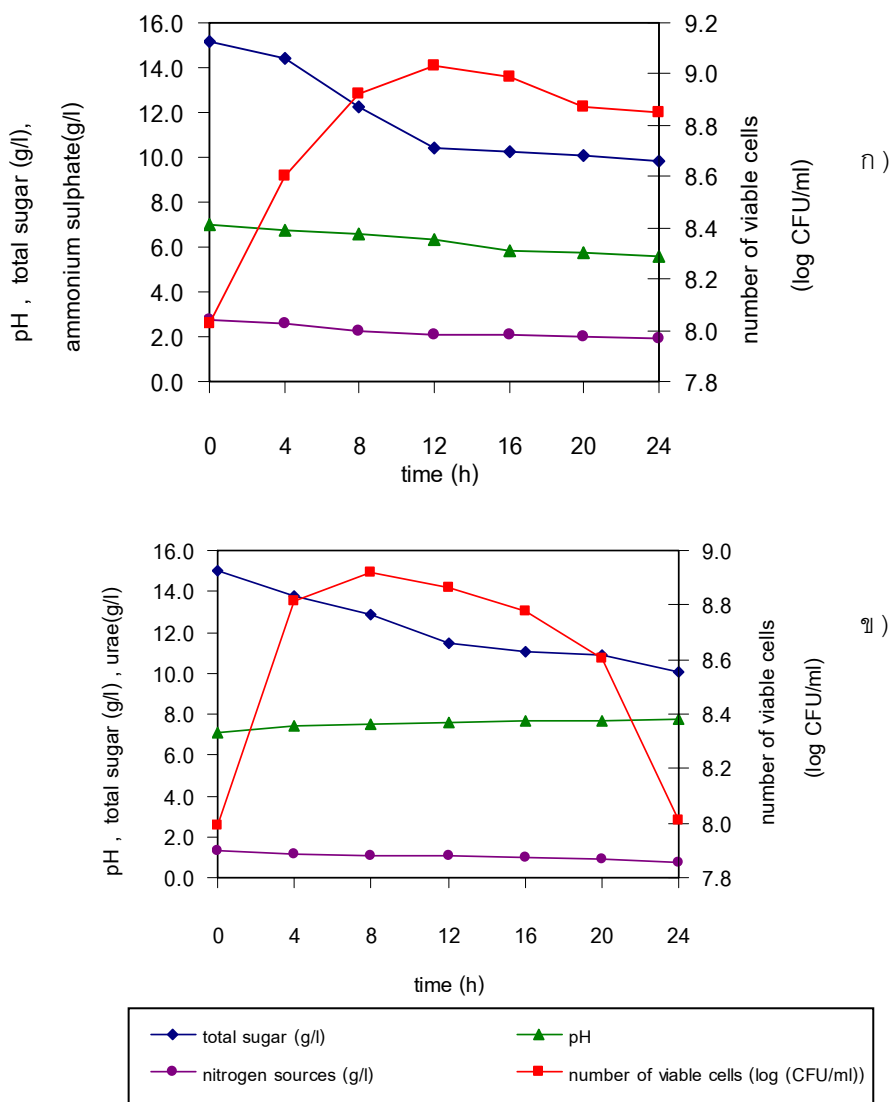 16.0
14.0
12.0
10.0
8.0
6.0
4.0
2.0
0.0
pH , total sugar (g/l),
ammonium sulphate(g/l)
9.2
9.0
8.8
8.6
8.4
8.2
8.0
7.8
number of viable cells
(log CFU/ml)
ก )
0 4 8 12 16 20 24
time (h)
16.0
14.0
12.0
10.0
8.0
6.0
4.0
2.0
0.0
pH , total sugar (g/l) , urae(g/l)
9.0
8.8
8.6
8.4
8.2
8.0
7.8
number of viable cells
(log CFU/ml)
ข )
0 4 8 12 16 20 24
time (h)
total sugar (g/l) pH
nitrogen sources (g/l) number of viable cells (log (CFU/ml))